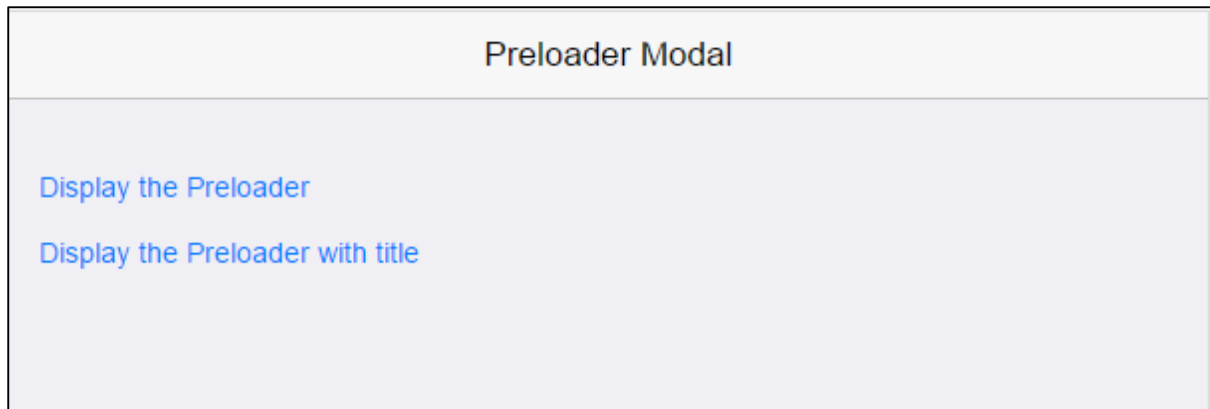 Preloader Modal
Display the Preloader
Display the Preloader with title